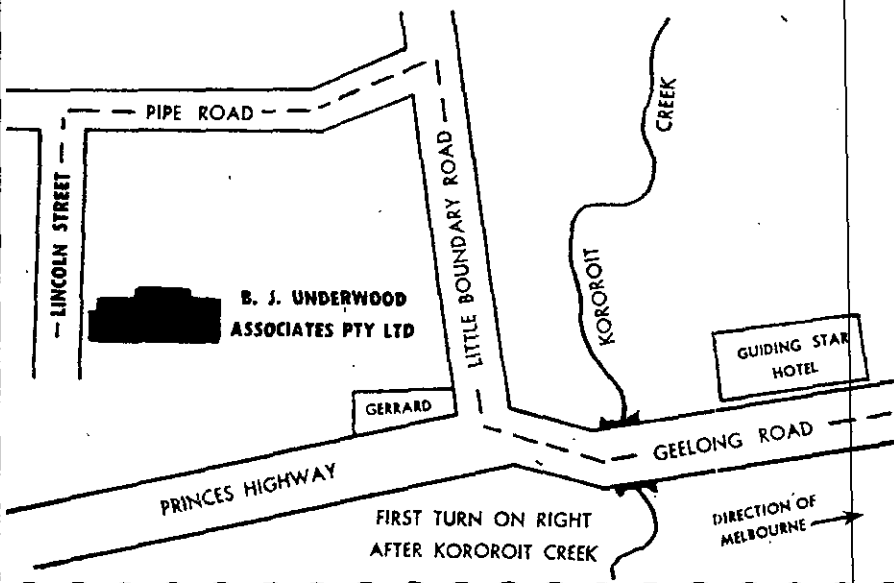 PIPE ROAD
LINCOLN STREET
B. J. UNDERWOOD
ASSOCIATES PTY LTD
LITTLE BOUNDARY ROAD
CREEK
KOROROIT
GUIDING STAR
HOTEL
GERRARD
GEELONG ROAD
PRINCES HIGHWAY
FIRST TURN ON RIGHT
AFTER KOROROIT CREEK
DIRECTION OF
MELBOURNE